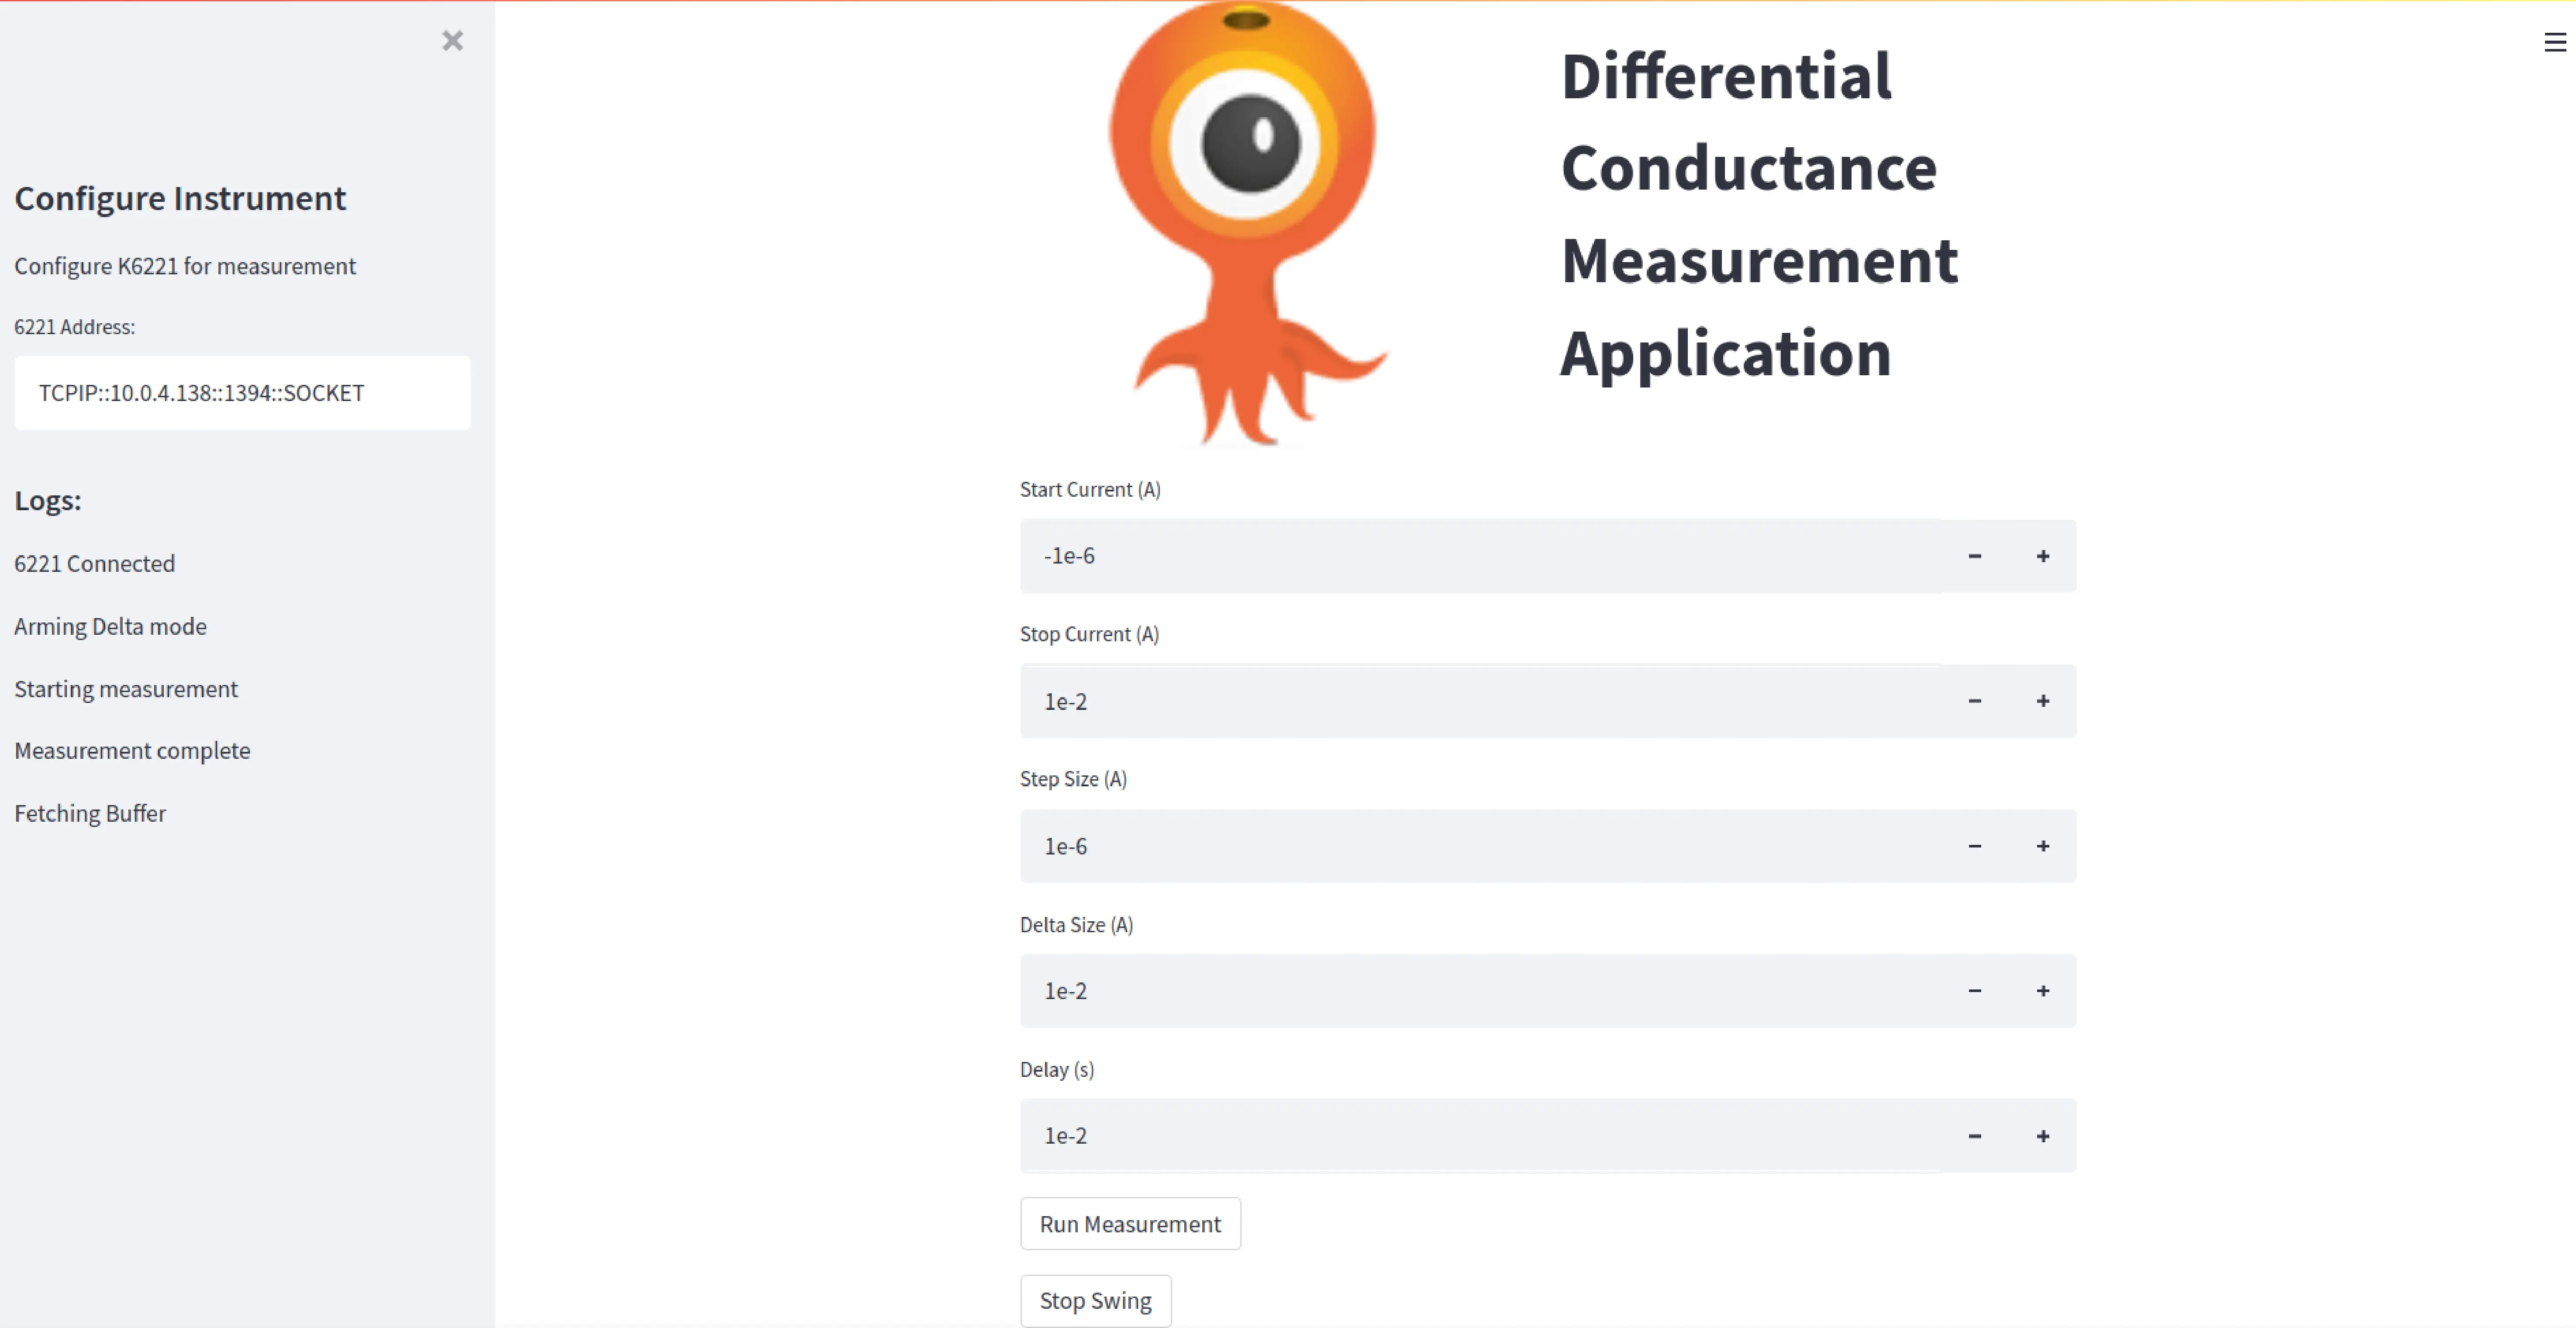 Configure Instrument
Configure K6221 for measurement
6221 Address:
TCPIP::10.0.4.138::1394::SOCKET
Logs:
6221 Connected
Arming Delta mode
Starting measurement
Measurement complete
Fetching Buffer
Differential
Conductance
Measurement
Application
Start Current (A)
-1e-6
Stop Current (A)
1e-2
Step Size (A)
1e-6
Delta Size (A)
1e-2
Delay (s)
1e-2
Run Measurement
Stop Swing